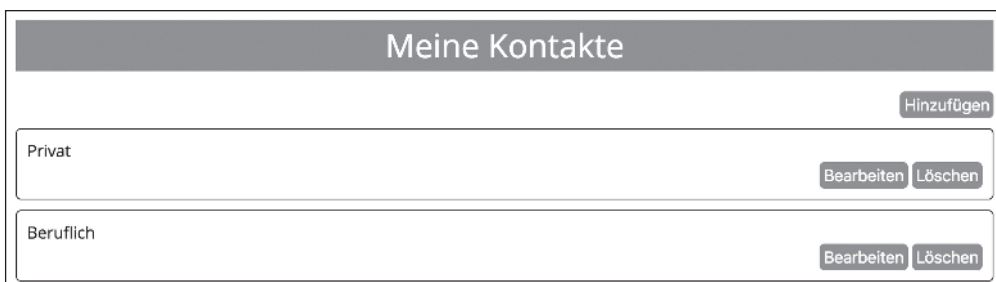 Meine Kontakte
Hinzufügen
Privat
Bearbeiten Löschen
Beruflich
Bearbeiten Löschen